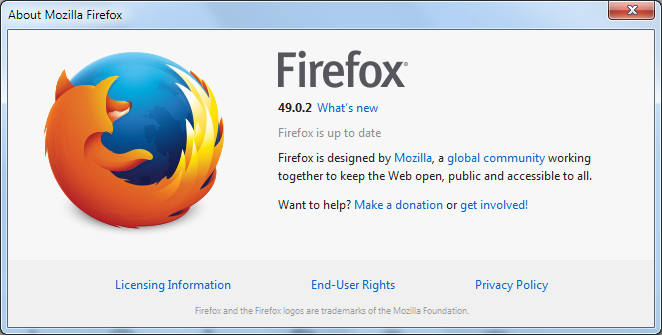 About Mozilla Firefox
Firefox®
49.0.2 What's new
Firefox is up to date
Firefox is designed by Mozilla, a global community working
together to keep the Web open, public and accessible to all.
Want to help? Make a donation or get involved!
Licensing Information End-User Rights Privacy Policy
Firefox and the Firefox logos are trademarks of the Mozilla Foundation.